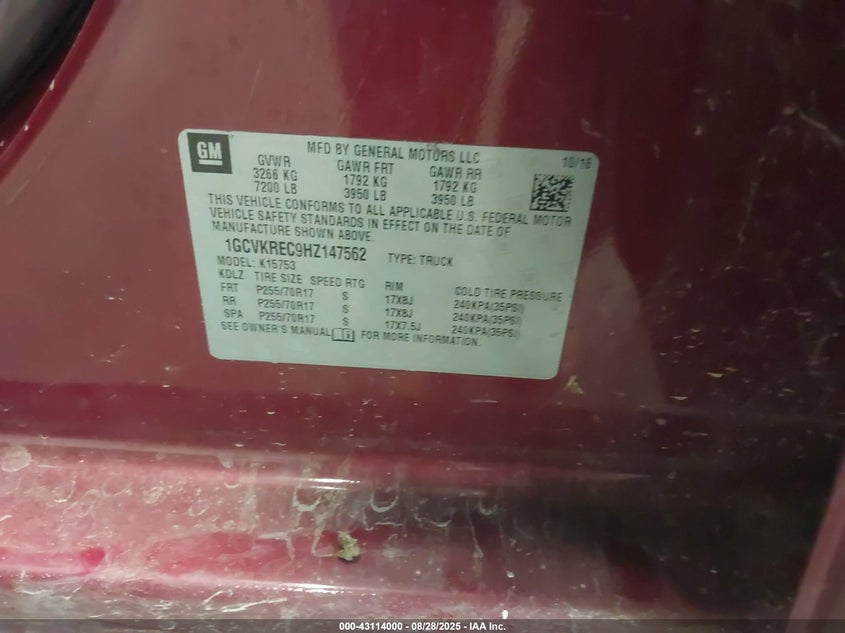 GM
MFD BY GENERAL MOTORS LLC
10/16
GVWR GAWR FRT GAWR RR
3266 KG 1792 KG 1792 KG
7200 LB 3950 LB 3950 LB
THIS VEHICLE CONFORMS TO ALL APPLICABLE U.S. FEDERAL MOTOR
VEHICLE SAFETY STANDARDS IN EFFECT ON THE DATE OF
MANUFACTURE SHOWN ABOVE.
1GCVKREC9HZ147562 TYPE: TRUCK
MODEL: K15753
KDLZ TIRE SIZE SPEED RTG RIM COLD TIRE PRESSURE
FRT P255/70R17 S 17X8J 240KPA(35PSI)
RR P255/70R17 S 17X8J 240KPA(35PSI)
SPA P255/70R17 S 17X7.5J 240KPA(35PSI)
SEE OWNER'S MANUAL FOR MORE INFORMATION.
000-43114000 - 08/28/2025 - IAA Inc.